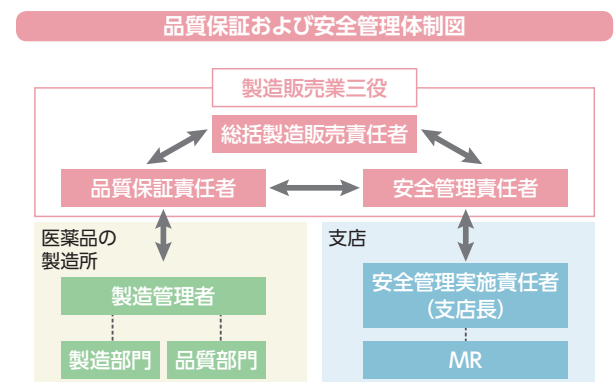 品質保証および安全管理体制図
製造販売業三役
総括製造販売責任者
品質保証責任者
安全管理責任者
医薬品の
製造所
製造管理者
製造部門
品質部門
支店
安全管理実施責任者
（支店長）
MR